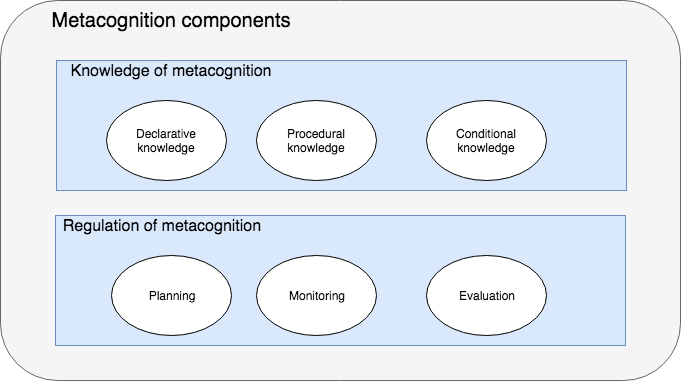 Metacognition components
Knowledge of metacognition
Declarative
knowledge
Procedural
knowledge
Conditional
knowledge
Regulation of metacognition
Planning
Monitoring
Evaluation